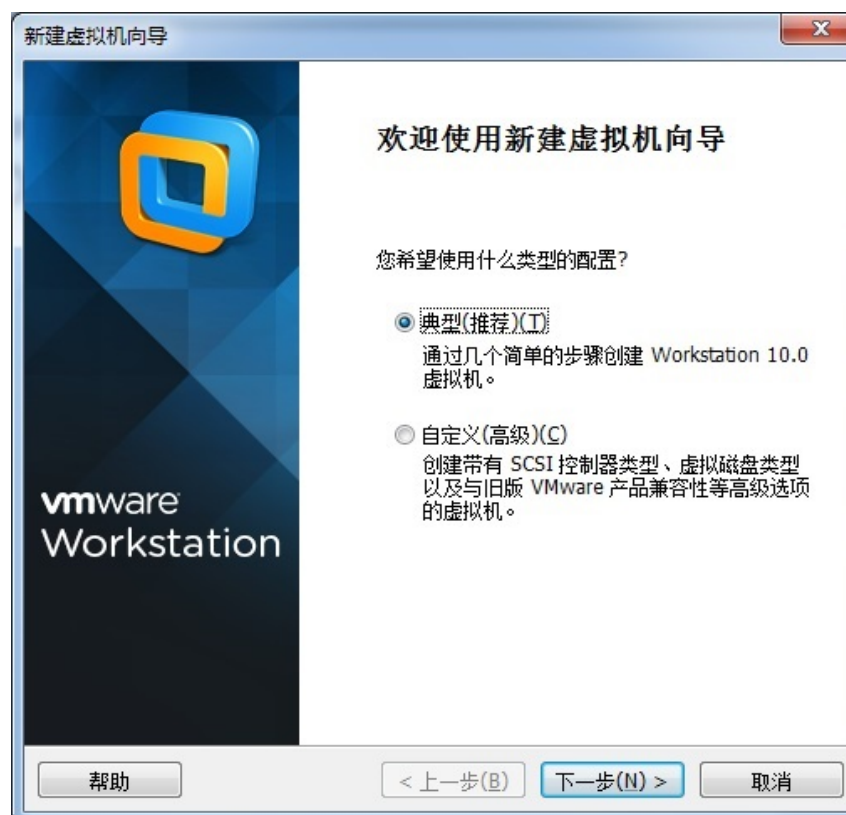 新建虚拟机向导
欢迎使用新建虚拟机向导
您希望使用什么类型的配置?
典型(推荐)(T)
通过几个简单的步骤创建 Workstation 10.0
虚拟机。
自定义(高级)(C)
创建带有 SCSI 控制器类型、虚拟磁盘类型
以及与旧版 VMware 产品兼容性等高级选项
的虚拟机。
vmware
Workstation
帮助
< 上一步(B)
下一步(N) >
取消